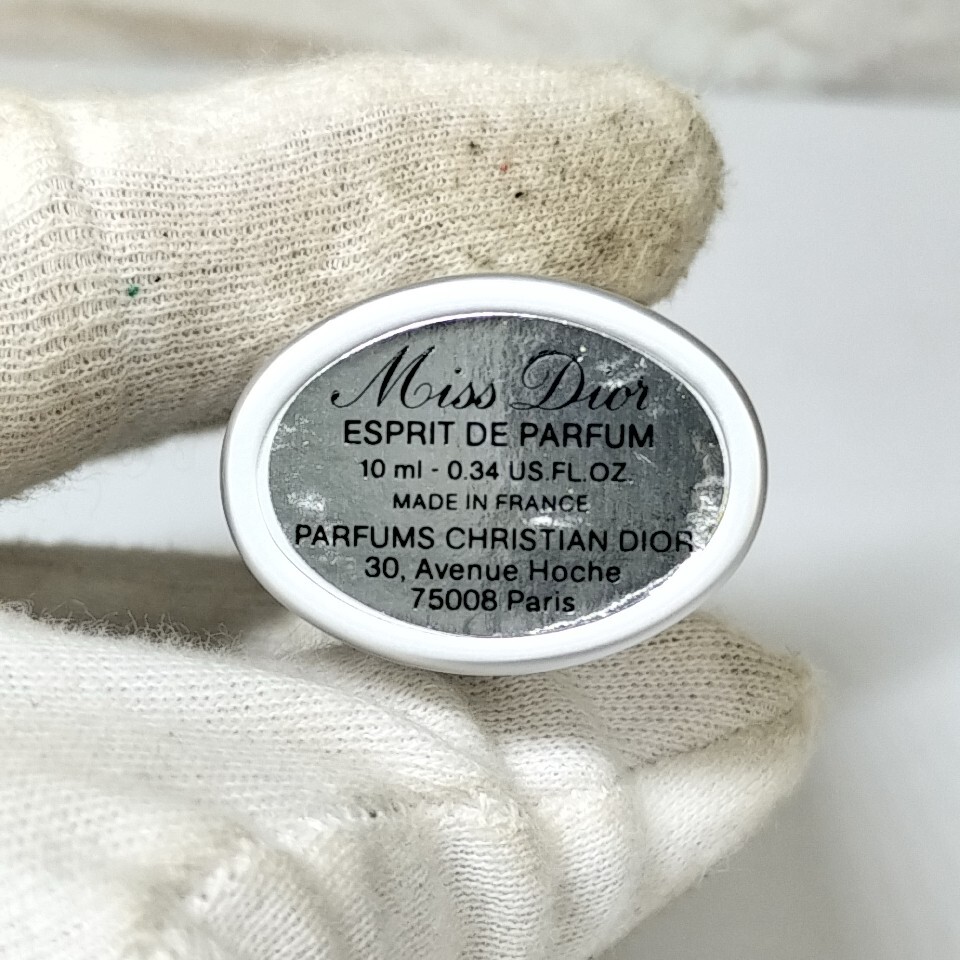 Miss Dior
ESPRIT DE PARFUM
10 ml - 0.34 US.FL.OZ.
MADE IN FRANCE
PARFUMS CHRISTIAN DIOR
30, Avenue Hoche
75008 Paris